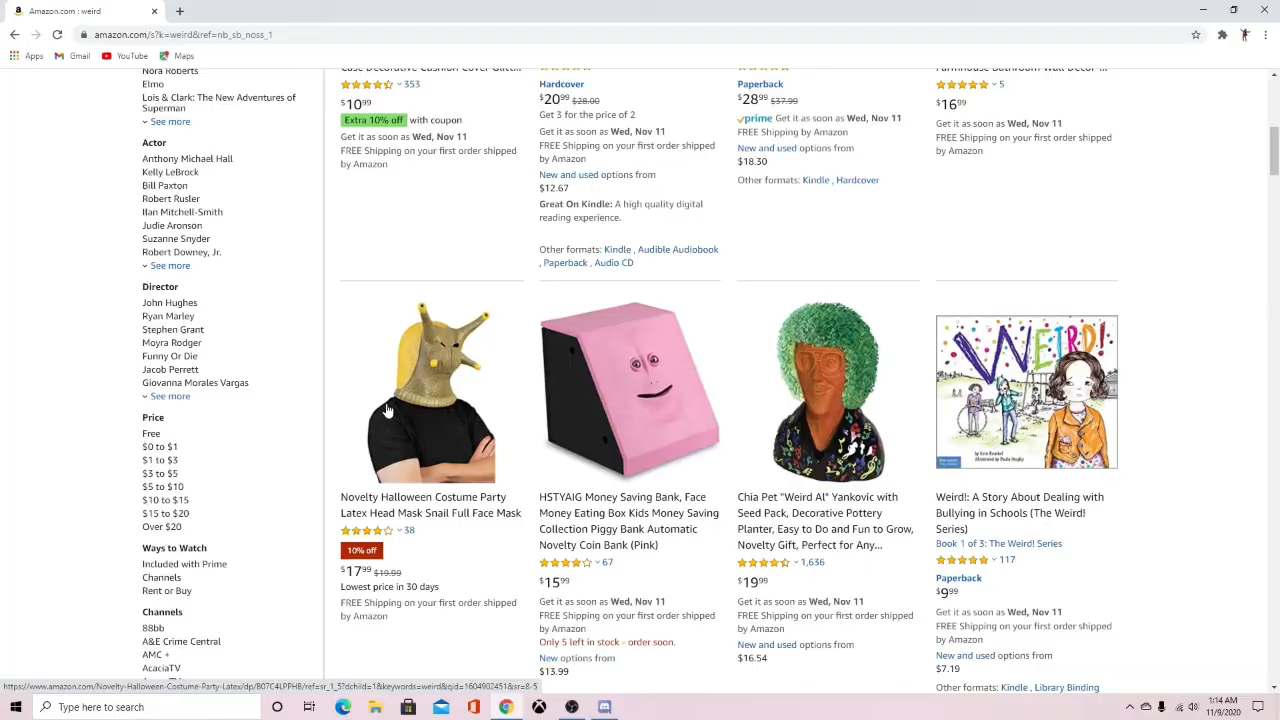 Amazon.com : weird
amazon.com/s?k=weird&ref=nb_sb_noss_1
Apps Gmail YouTube Maps
Nora Roberts
Elmo
Lois & Clark: The New Adventures of
Superman
See more
Actor
Anthony Michael Hall
Kelly LeBrock
Bill Paxton
Robert Rusler
Ilan Mitchell-Smith
Judie Aronson
Suzanne Snyder
Robert Downey, Jr.
See more
Director
John Hughes
Ryan Marley
Stephen Grant
Moyra Rodger
Funny Or Die
Jacob Perrett
Giovanna Morales Vargas
See more
Price
Free
$0 to $1
$1 to $3
$3 to $5
$5 to $10
$10 to $15
$15 to $20
Over $20
Ways to Watch
Included with Prime
Channels
Rent or Buy
Channels
88bb
A&E Crime Central
AMC +
AcaciaTV
Case Decorative Cushion Cover Glitt...
353
$10.99
Extra 10% off with coupon
Get it as soon as Wed, Nov 11
FREE Shipping on your first order shipped
by Amazon
Hardcover
$20.99 $28.00
Get 3 for the price of 2
Get it as soon as Wed, Nov 11
FREE Shipping on your first order shipped
by Amazon
New and used options from
$12.67
Great On Kindle: A high quality digital
reading experience.
Other formats: Kindle , Audible Audiobook
, Paperback , Audio CD
Paperback
$28.99 $37.99
prime Get it as soon as Wed, Nov 11
FREE Shipping by Amazon
New and used options from
$18.30
Other formats: Kindle , Hardcover
Farmhouse Bathroom Wall Decor ...
5
$16.99
Get it as soon as Wed, Nov 11
FREE Shipping on your first order shipped
by Amazon
Novelty Halloween Costume Party
Latex Head Mask Snail Full Face Mask
38
10% off
$17.99 $19.99
Lowest price in 30 days
FREE Shipping on your first order shipped
by Amazon
HSTYAIG Money Saving Bank, Face
Money Eating Box Kids Money Saving
Collection Piggy Bank Automatic
Novelty Coin Bank (Pink)
67
$15.99
Get it as soon as Wed, Nov 11
FREE Shipping on your first order shipped
by Amazon
Only 5 left in stock - order soon.
New options from
$13.99
Chia Pet "Weird Al" Yankovic with
Seed Pack, Decorative Pottery
Planter, Easy to Do and Fun to Grow,
Novelty Gift, Perfect for Any...
1,636
$19.99
Get it as soon as Wed, Nov 11
FREE Shipping on your first order shipped
by Amazon
New and used options from
$16.54
WEIRD!
by Erin Frankel
Weird!: A Story About Dealing with
Bullying in Schools (The Weird!
Series)
Book 1 of 3: The Weird! Series
117
Paperback
$9.99
Get it as soon as Wed, Nov 11
FREE Shipping on your first order shipped
by Amazon
New and used options from
$7.19
Other formats: Kindle , Library Binding
https://www.amazon.com/Novelty-Halloween-Costume-Party-Latex/dp/B07C4LPPH8/ref=sr_1_5?dchild=1&keywords=weird&qid=1604902451&sr=8-5
Type here to search
1:14 AM
11/9/2020